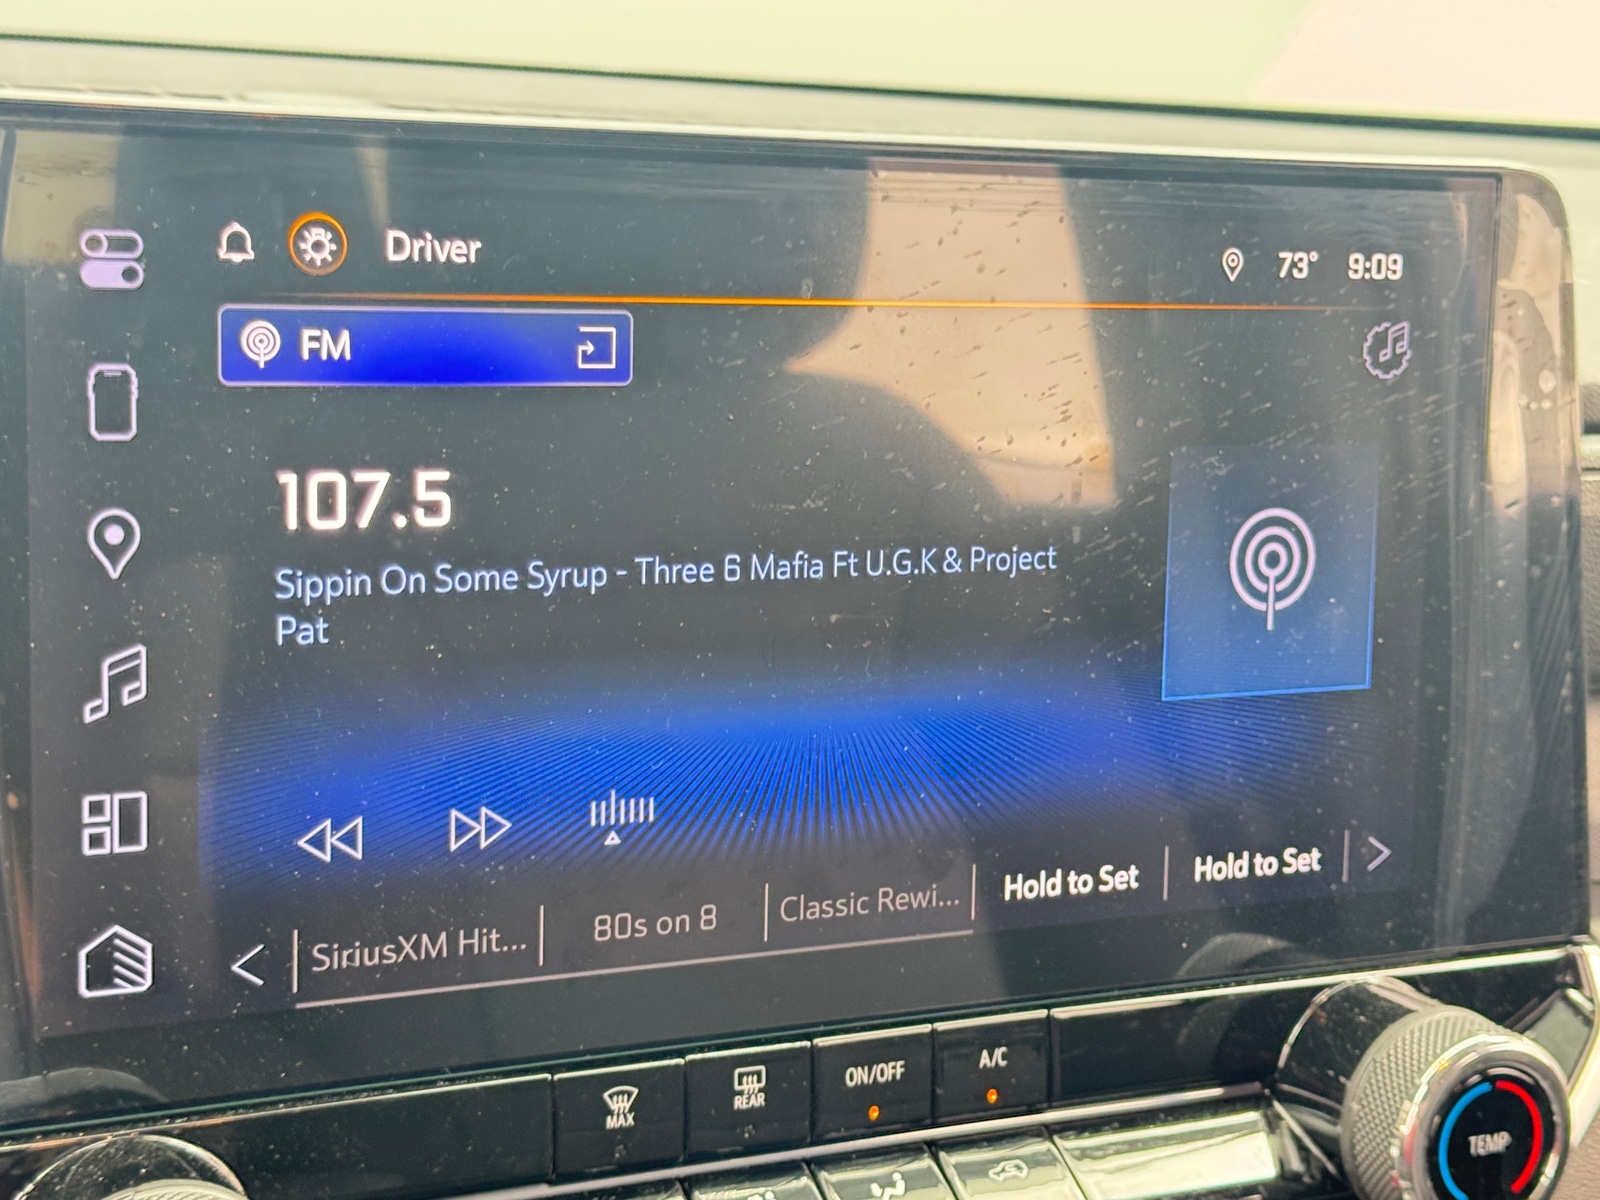 Driver
73° 9:09
FM
107.5
Sippin On Some Syrup - Three 6 Mafia Ft U.G.K & Project
Pat
SiriusXM Hit...
80s on 8
Classic Rewi...
Hold to Set
Hold to Set
MAX
REAR
ON/OFF
A/C
TEMP